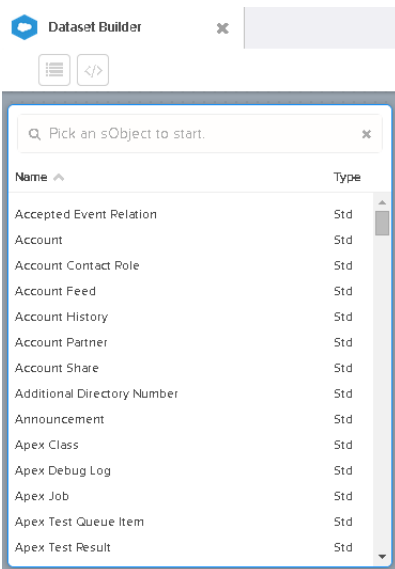 Dataset Builder
</>
Pick an sObject to start.
Name Type
Accepted Event Relation Std
Account Std
Account Contact Role Std
Account Feed Std
Account History Std
Account Partner Std
Account Share Std
Additional Directory Number Std
Announcement Std
Apex Class Std
Apex Debug Log Std
Apex Job Std
Apex Test Queue Item Std
Apex Test Result Std